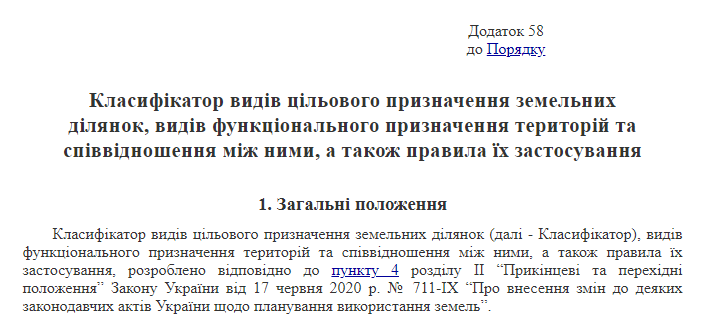 Додаток 58
до Порядку
Класифікатор видів цільового призначення земельних
ділянок, видів функціонального призначення територій та
співвідношення між ними, а також правила їх застосування
1. Загальні положення
Класифікатор видів цільового призначення земельних ділянок (далі - Класифікатор), видів
функціонального призначення територій та співвідношення між ними, а також правила їх
застосування, розроблено відповідно до пункту 4 розділу II “Прикінцеві та перехідні
положення” Закону України від 17 червня 2020 р. № 711-IX “Про внесення змін до деяких
законодавчих актів України щодо планування використання земель”.